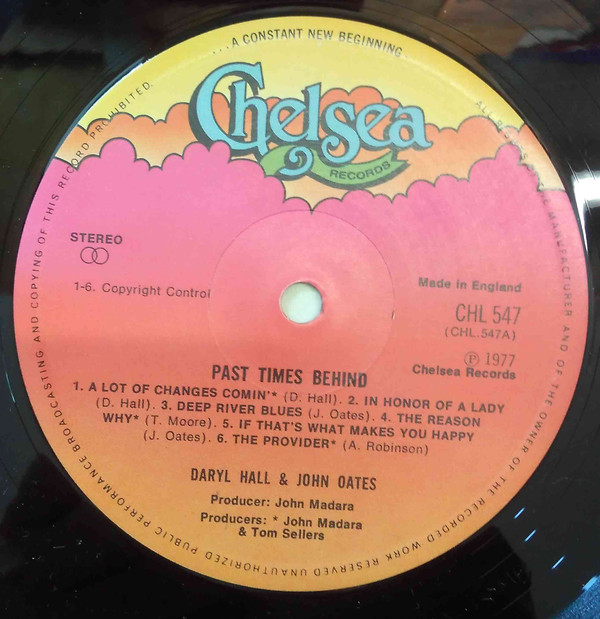 ...A CONSTANT NEW BEGINNING...
Chelsea
RECORDS
STEREO
1-6. Copyright Control
Made in England
CHL 547
(CHL.547A)
Ⓟ 1977
Chelsea Records
PAST TIMES BEHIND
1. A LOT OF CHANGES COMIN'* (D. Hall). 2. IN HONOR OF A LADY
(D. Hall). 3. DEEP RIVER BLUES (J. Oates). 4. THE REASON
WHY* (T. Moore). 5. IF THAT'S WHAT MAKES YOU HAPPY
(J. Oates). 6. THE PROVIDER* (A. Robinson)
DARYL HALL & JOHN OATES
Producer: John Madara
Producers: * John Madara
& Tom Sellers
ALL RIGHTS OF THE MANUFACTURER AND OF THE OWNER OF THE RECORDED WORK RESERVED UNAUTHORIZED PUBLIC PERFORMANCE BROADCASTING AND COPYING OF THIS RECORD PROHIBITED.